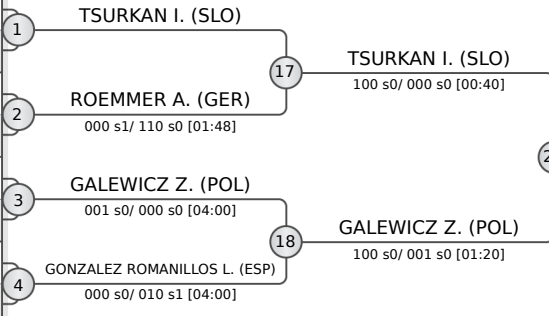 TSURKAN I. (SLO)
1
17
TSURKAN I. (SLO)
100 s0/ 000 s0 [00:40]
ROEMMER A. (GER)
2
000 s1/ 110 s0 [01:48]
GALEWICZ Z. (POL)
3
001 s0/ 000 s0 [04:00]
18
GALEWICZ Z. (POL)
100 s0/ 001 s0 [01:20]
GONZALEZ ROMANILLOS L. (ESP)
4
000 s0/ 010 s1 [04:00]